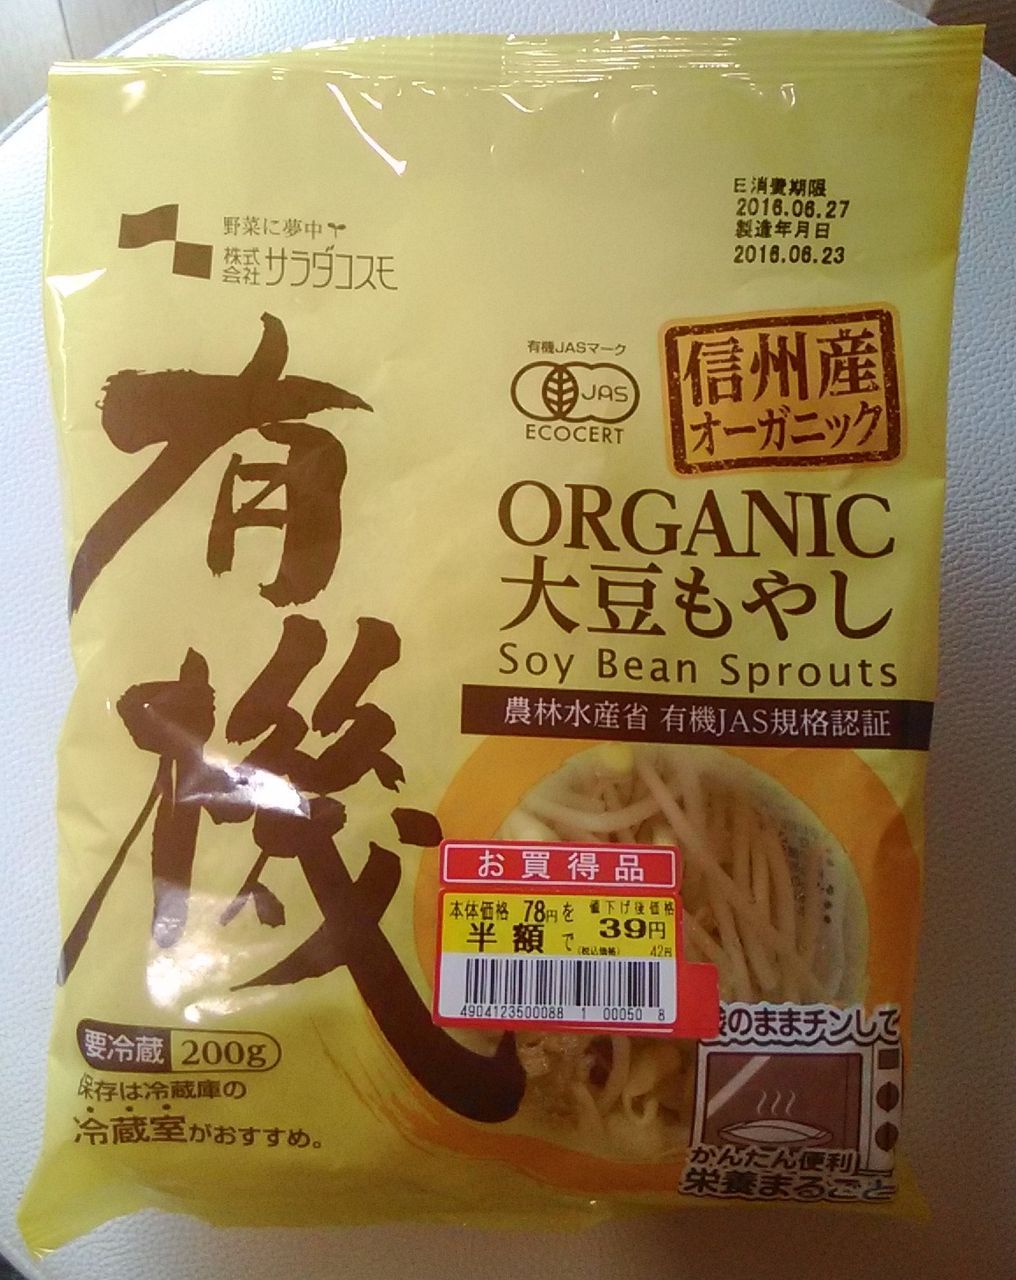 E消費期限
2016.06.27
製造年月日
2016.06.23
野菜に夢中
株式会社サラダコスモ
有機
有機JASマーク
JAS
ECOCERT
信州産
オーガニック
ORGANIC
大豆もやし
Soy Bean Sprouts
農林水産省 有機JAS規格認証
お買得品
本体価格 78円を 値下げ後価格
半額で 39円
(税込価格) 42円
4904123500088 1 00050 8
要冷蔵 200g
保存は冷蔵庫の
冷蔵室がおすすめ。
のままチンして
かんたん便利
栄養まるごと